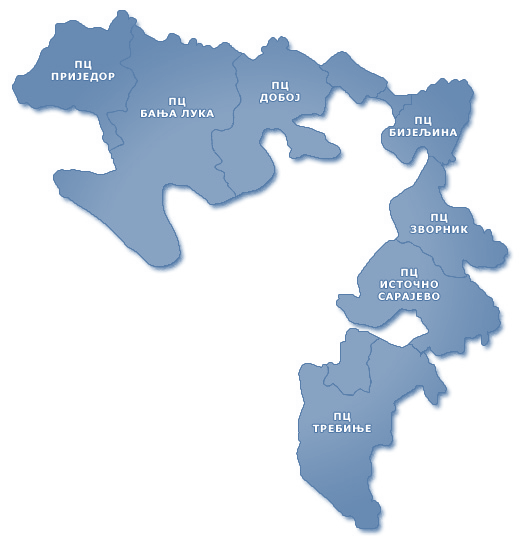 ПЦ
ПРИЈЕДОР
ПЦ
БАЊА ЛУКА
ПЦ
ДОБОЈ
ПЦ
БИЈЕЉИНА
ПЦ
ЗВОРНИК
ПЦ
ИСТОЧНО
САРАЈЕВО
ПЦ
ТРЕБИЊЕ